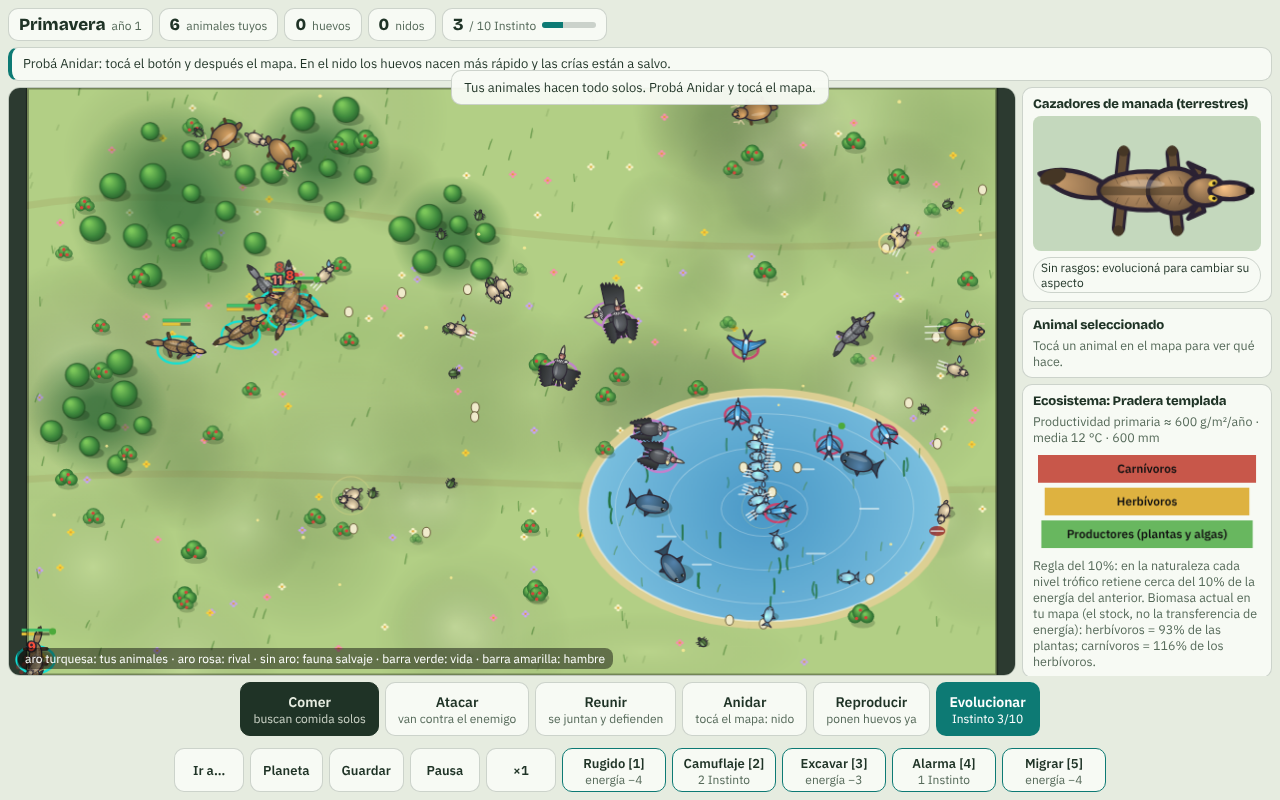 Primavera año 1
6 animales tuyos
0 huevos
0 nidos
3 / 10 Instinto
Probá Anidar: tocá el botón y después el mapa. En el nido los huevos nacen más rápido y las crías están a salvo.
Tus animales hacen todo solos. Probá Anidar y tocá el mapa.
8
11 8
9
aro turquesa: tus animales · aro rosa: rival · sin aro: fauna salvaje · barra verde: vida · barra amarilla: hambre
Cazadores de manada (terrestres)
Sin rasgos: evolucioná para cambiar su
aspecto
Animal seleccionado
Tocá un animal en el mapa para ver qué
hace.
Ecosistema: Pradera templada
Productividad primaria ≈ 600 g/m²/año ·
media 12 °C · 600 mm
Carnívoros
Herbívoros
Productores (plantas y algas)
Regla del 10%: en la naturaleza cada
nivel trófico retiene cerca del 10% de la
energía del anterior. Biomasa actual en
tu mapa (el stock, no la transferencia de
energía): herbívoros = 93% de las
plantas; carnívoros = 116% de los
herbívoros.
Comer
buscan comida solos
Atacar
van contra el enemigo
Reunir
se juntan y defienden
Anidar
tocá el mapa: nido
Reproducir
ponen huevos ya
Evolucionar
Instinto 3/10
Ir a...
Planeta
Guardar
Pausa
×1
Rugido [1]
energía −4
Camuflaje [2]
2 Instinto
Excavar [3]
energía −3
Alarma [4]
1 Instinto
Migrar [5]
energía −4